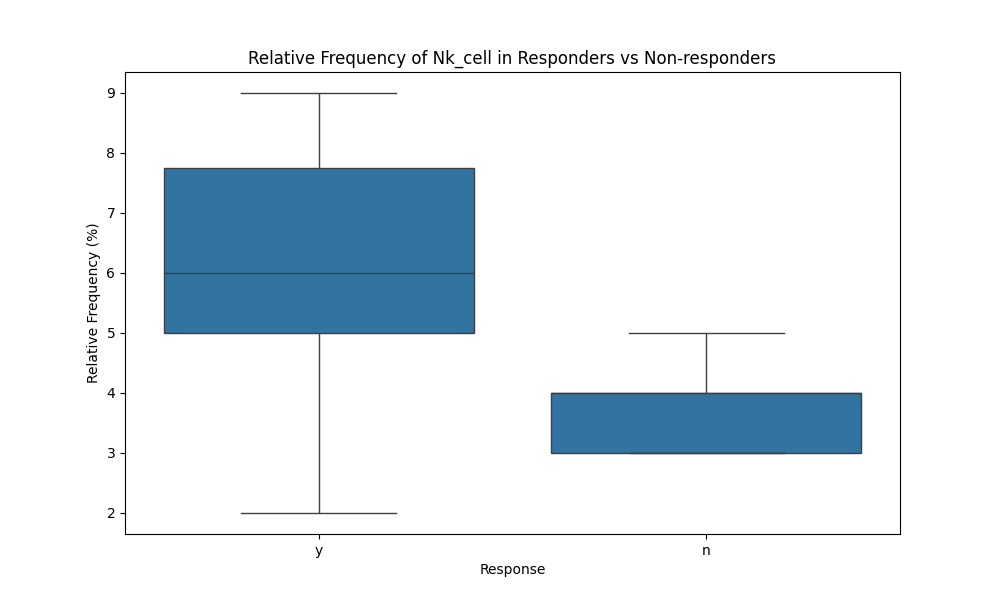 Relative Frequency of Nk_cell in Responders vs Non-responders
Relative Frequency (%)
9
8
7
6
5
4
3
2
y n
Response